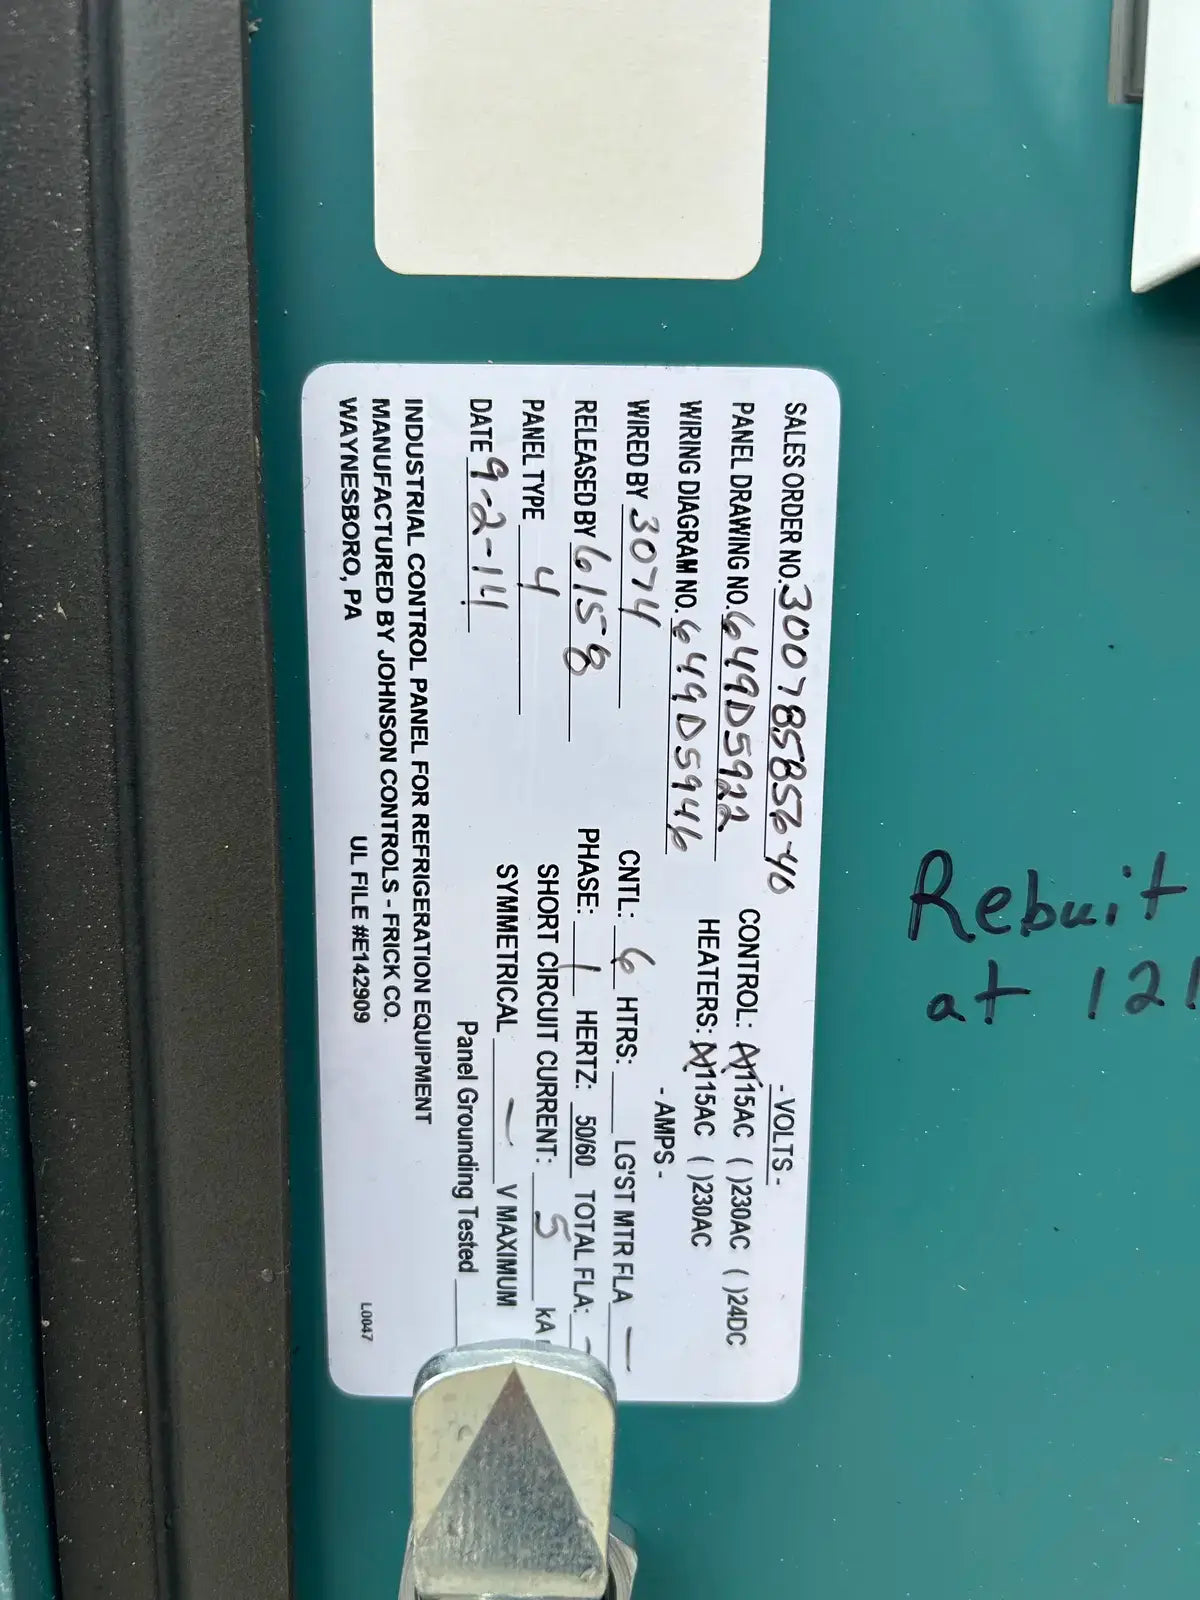 SALES ORDER NO. 30078585640
PANEL DRAWING NO. 649D5922
WIRING DIAGRAM NO. 649D5946
WIRED BY 3074
RELEASED BY 6158
PANEL TYPE 4
DATE 9-2-14
- VOLTS -
CONTROL: (X)115AC ( )230AC ( )24DC
HEATERS: (X)115AC ( )230AC
- AMPS -
CNTL: 6 HTRS: ___ LG'ST MTR FLA —
PHASE: 1 HERTZ: 50/60 TOTAL FLA: -
SHORT CIRCUIT CURRENT: 5 kA
SYMMETRICAL — V MAXIMUM
Panel Grounding Tested
INDUSTRIAL CONTROL PANEL FOR REFRIGERATION EQUIPMENT
MANUFACTURED BY JOHNSON CONTROLS - FRICK CO.
WAYNESBORO, PA UL FILE #E142909
L0047
Rebuit
at 121